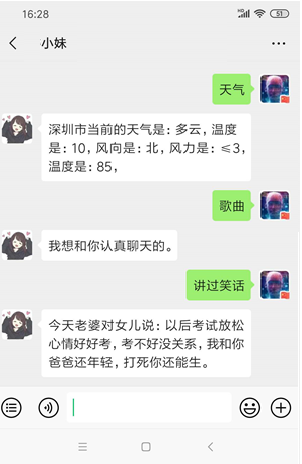 16:28
HD
4G
51
小妹
天气
深圳市当前的天气是:多云,温度
是:10,风向是:北,风力是:≤3,
温度是:85,
歌曲
我想和你认真聊天的。
讲过笑话
今天老婆对女儿说:以后考试放松
心情好好考,考不好没关系,我和你
爸爸还年轻,打死你还能生。